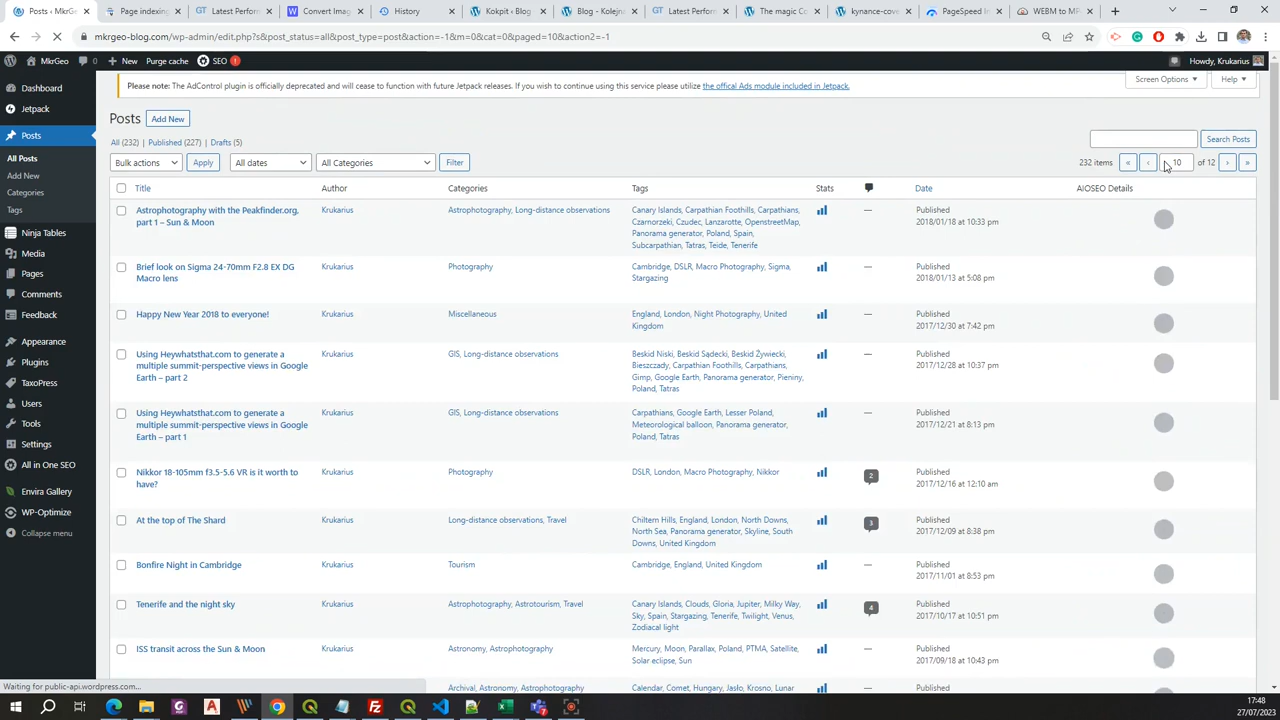 Posts ‹ MkrGeo
Page indexing
Latest Perform
Convert Imag
History
Kokpit ‹ Blog
Blog - Kolejru
Latest Perform
The magic Co
kynance-cove
PageSpeed In
WEBM to MP
mkrgeo-blog.com/wp-admin/edit.php?s&post_status=all&post_type=post&action=-1&m=0&cat=0&paged=10&action2=-1
MkrGeo
0
New
Purge cache
SEO
Howdy, Krukarius
Please note: The AdControl plugin is officially deprecated and will cease to function with future Jetpack releases. If you wish to continue using this service please utilize the offical Ads module included in Jetpack.
Screen Options
Help
Dashboard
Jetpack
Posts
All Posts
Add New
Categories
Tags
Ninja Tables
Media
Pages
Comments
Feedback
Appearance
Plugins
TaxoPress
Users
Tools
Settings
All in One SEO
Envira Gallery
WP-Optimize
Collapse menu
Posts
Add New
All (232) | Published (227) | Drafts (5)
Search Posts
Bulk actions
Apply
All dates
All Categories
Filter
232 items
«
‹
10
of 12
›
»
Title
Author
Categories
Tags
Stats
Date
AIOSEO Details
Astrophotography with the Peakfinder.org,
part 1 – Sun & Moon
Krukarius
Astrophotography, Long-distance observations
Canary Islands, Carpathian Foothills, Carpathians,
Czarnorzeki, Czudec, Lanzarotte, OpenstreetMap,
Panorama generator, Poland, Spain,
Subcarpathian, Tatras, Teide, Tenerife
—
Published
2018/01/18 at 10:33 pm
Brief look on Sigma 24-70mm F2.8 EX DG
Macro lens
Krukarius
Photography
Cambridge, DSLR, Macro Photography, Sigma,
Stargazing
—
Published
2018/01/13 at 5:08 pm
Happy New Year 2018 to everyone!
Krukarius
Miscellaneous
England, London, Night Photography, United
Kingdom
—
Published
2017/12/30 at 7:42 pm
Using Heywhatsthat.com to generate a
multiple summit-perspective views in Google
Earth – part 2
Krukarius
GIS, Long-distance observations
Beskid Niski, Beskid Sądecki, Beskid Żywiecki,
Bieszczady, Carpathian Foothills, Carpathians,
Gimp, Google Earth, Panorama generator, Pieniny,
Poland, Tatras
—
Published
2017/12/28 at 10:37 pm
Using Heywhatsthat.com to generate a
multiple summit-perspective views in Google
Earth – part 1
Krukarius
GIS, Long-distance observations
Carpathians, Google Earth, Lesser Poland,
Meteorological balloon, Panorama generator,
Poland, Tatras
—
Published
2017/12/21 at 8:13 pm
Nikkor 18-105mm f3.5-5.6 VR is it worth to
have?
Krukarius
Photography
DSLR, London, Macro Photography, Nikkor
2
Published
2017/12/16 at 12:10 am
At the top of The Shard
Krukarius
Long-distance observations, Travel
Chiltern Hills, England, London, North Downs,
North Sea, Panorama generator, Skyline, South
Downs, United Kingdom
3
Published
2017/12/09 at 8:38 pm
Bonfire Night in Cambridge
Krukarius
Tourism
Cambridge, England, United Kingdom
—
Published
2017/11/01 at 8:53 pm
Tenerife and the night sky
Krukarius
Astrophotography, Astrotourism, Travel
Canary Islands, Clouds, Gloria, Jupiter, Milky Way,
Sky, Spain, Stargazing, Tenerife, Twilight, Venus,
Zodiacal light
4
Published
2017/10/17 at 10:51 pm
ISS transit across the Sun & Moon
Krukarius
Astronomy, Astrophotography
Mercury, Moon, Parallax, Poland, PTMA, Satellite,
Solar eclipse, Sun
—
Published
2017/09/18 at 10:43 pm
Archival, Astronomy, Astrophotography
Calendar, Comet, Hungary, Jasło, Krosno, Lunar
Published
Waiting for public-api.wordpress.com...
17:48
27/07/2023